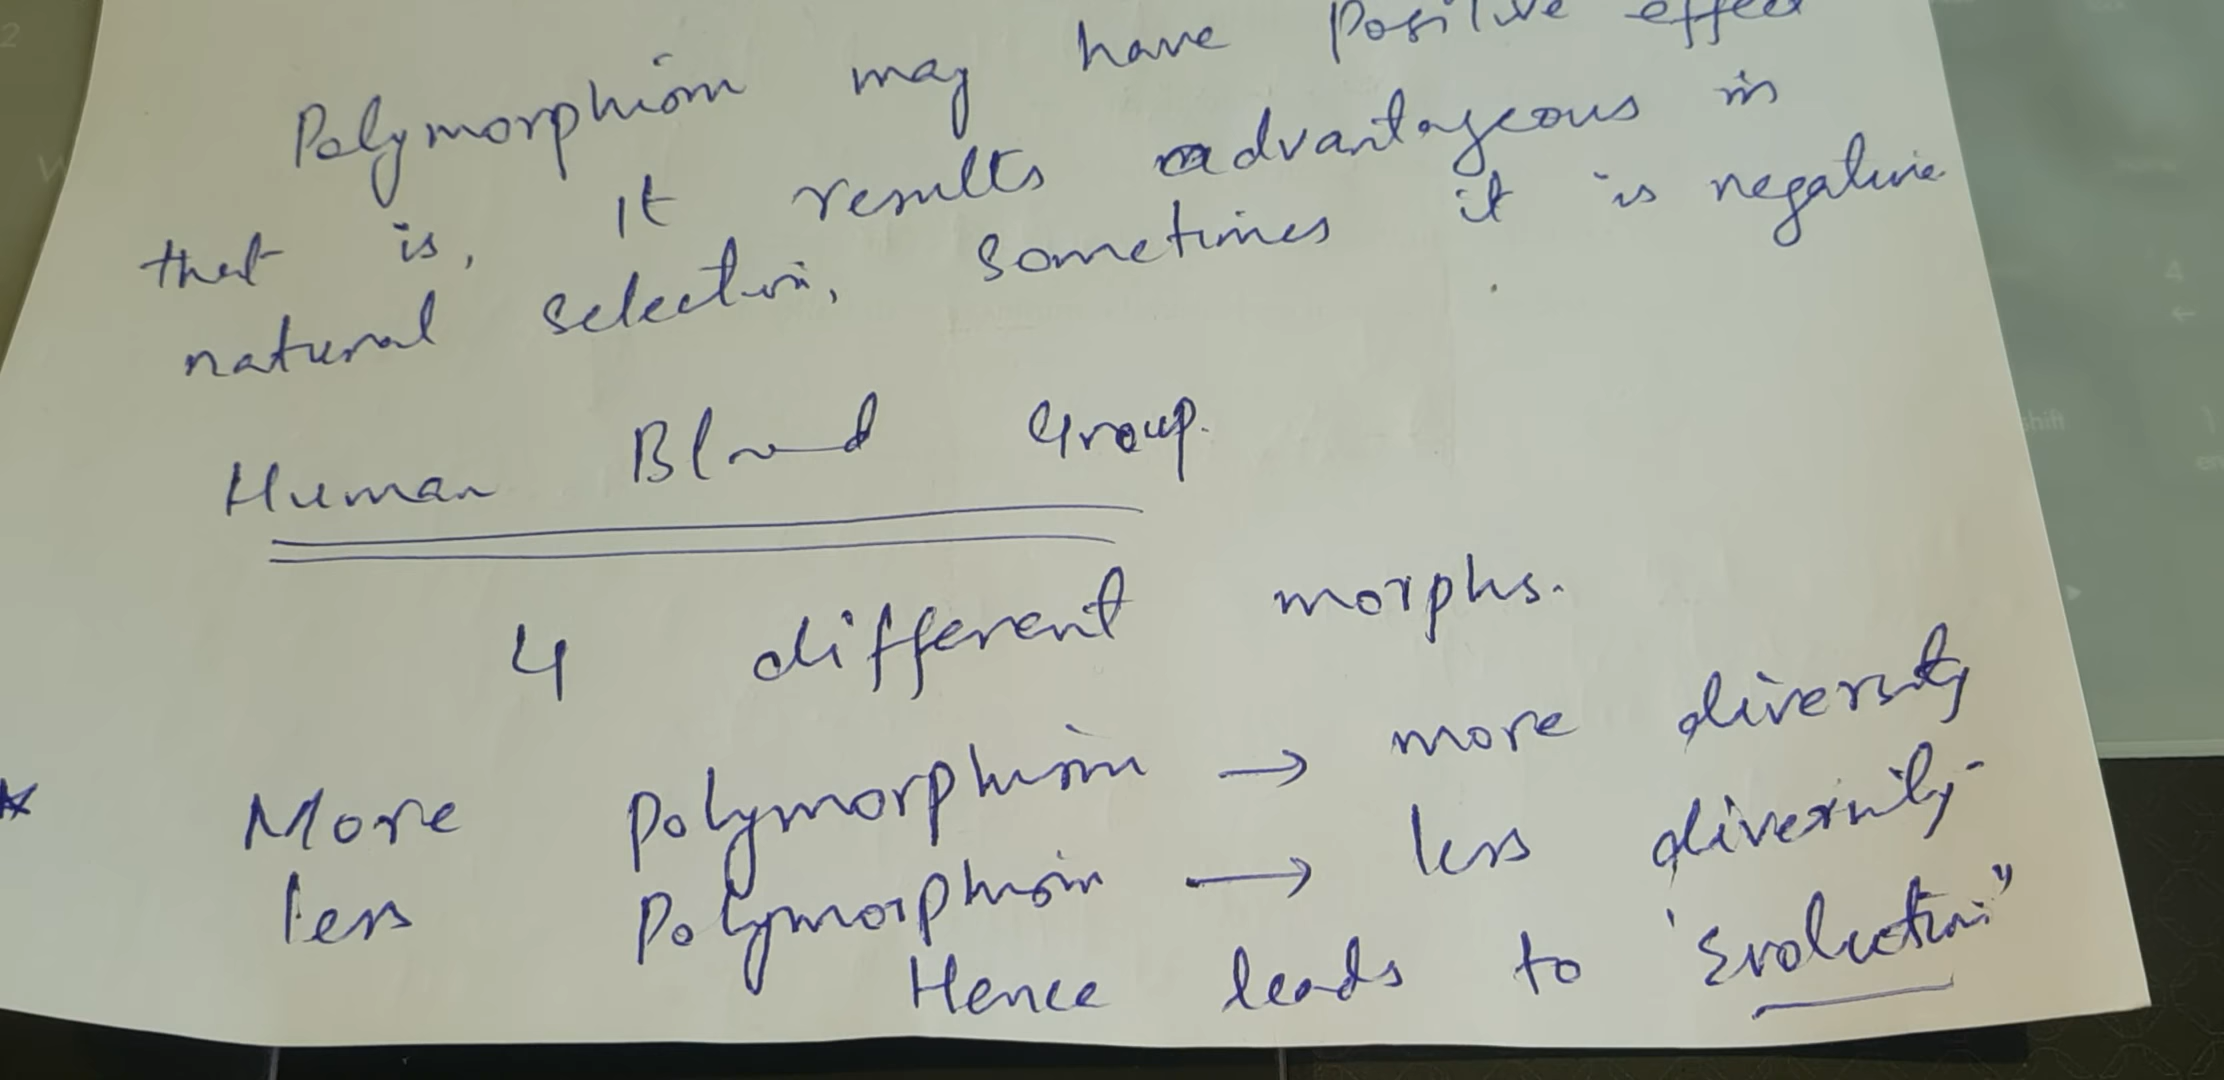 Polymorphism may have Positive effect
that is, It results advantageous in
natural selection, sometimes it is negative
Human Blood Group.
4 different morphs.
* More Polymorphism → more diversity
less Polymorphism → less diversity.
Hence leads to 'Evolution"